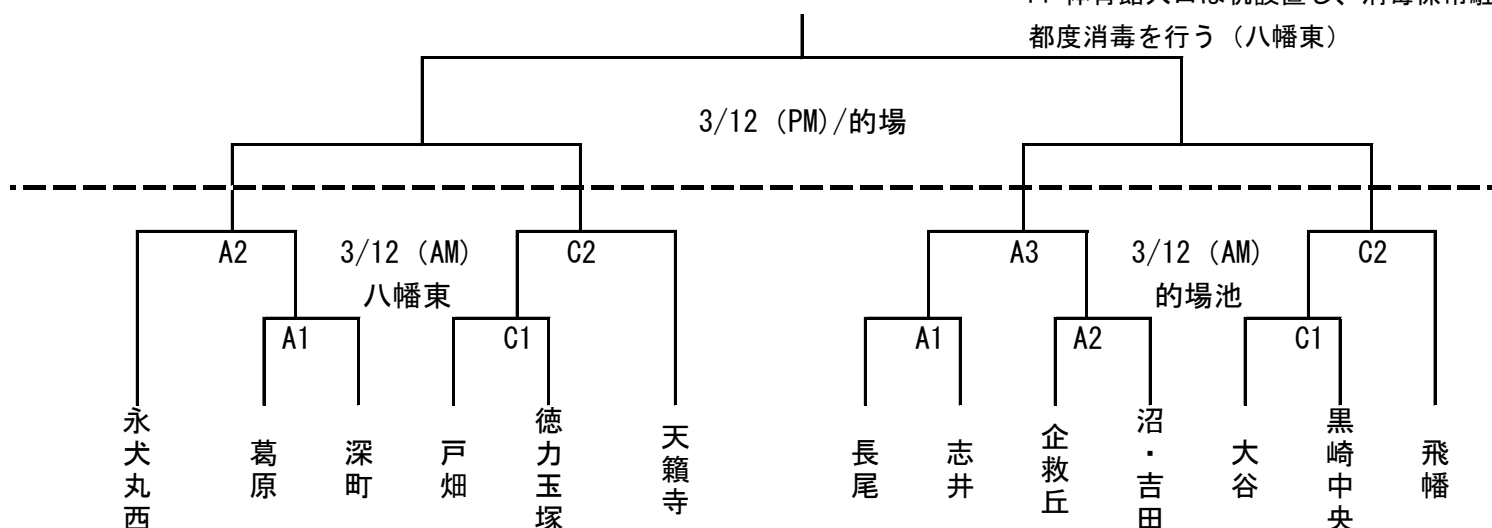 都度消毒を行う（八幡東）
3/12 (PM)/的場
A2
3/12 (AM)
八幡東
C2
A3
3/12 (AM)
的場池
C2
A1
C1
A1
A2
C1
永犬丸西
葛原
深町
戸畑
徳力玉塚
天籟寺
長尾
志井
企救丘
沼・吉田
大谷
黒崎中央
飛幡